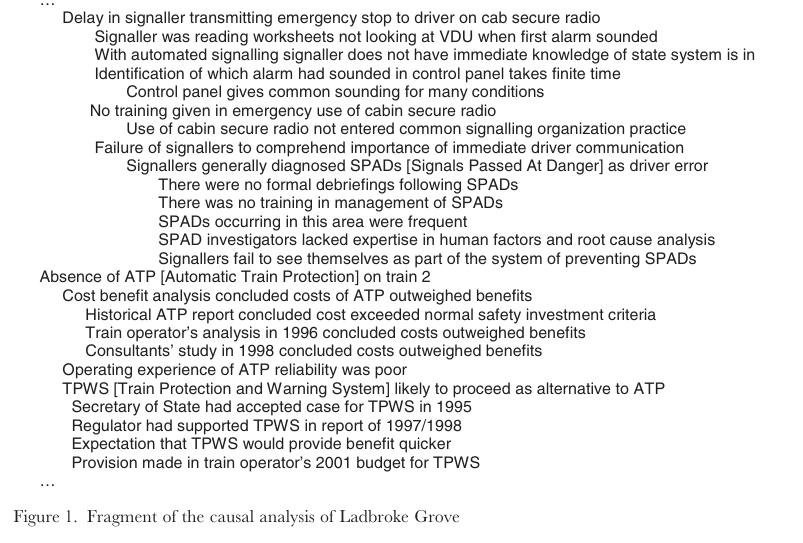 ...
Delay in signaller transmitting emergency stop to driver on cab secure radio
Signaller was reading worksheets not looking at VDU when first alarm sounded
With automated signalling signaller does not have immediate knowledge of state system is in
Identification of which alarm had sounded in control panel takes finite time
Control panel gives common sounding for many conditions
No training given in emergency use of cabin secure radio
Use of cabin secure radio not entered common signalling organization practice
Failure of signallers to comprehend importance of immediate driver communication
Signallers generally diagnosed SPADs [Signals Passed At Danger] as driver error
There were no formal debriefings following SPADs
There was no training in management of SPADs
SPADs occurring in this area were frequent
SPAD investigators lacked expertise in human factors and root cause analysis
Signallers fail to see themselves as part of the system of preventing SPADs
Absence of ATP [Automatic Train Protection] on train 2
Cost benefit analysis concluded costs of ATP outweighed benefits
Historical ATP report concluded cost exceeded normal safety investment criteria
Train operator's analysis in 1996 concluded costs outweighed benefits
Consultants' study in 1998 concluded costs outweighed benefits
Operating experience of ATP reliability was poor
TPWS [Train Protection and Warning System] likely to proceed as alternative to ATP
Secretary of State had accepted case for TPWS in 1995
Regulator had supported TPWS in report of 1997/1998
Expectation that TPWS would provide benefit quicker
Provision made in train operator's 2001 budget for TPWS
...
Figure 1. Fragment of the causal analysis of Ladbroke Grove